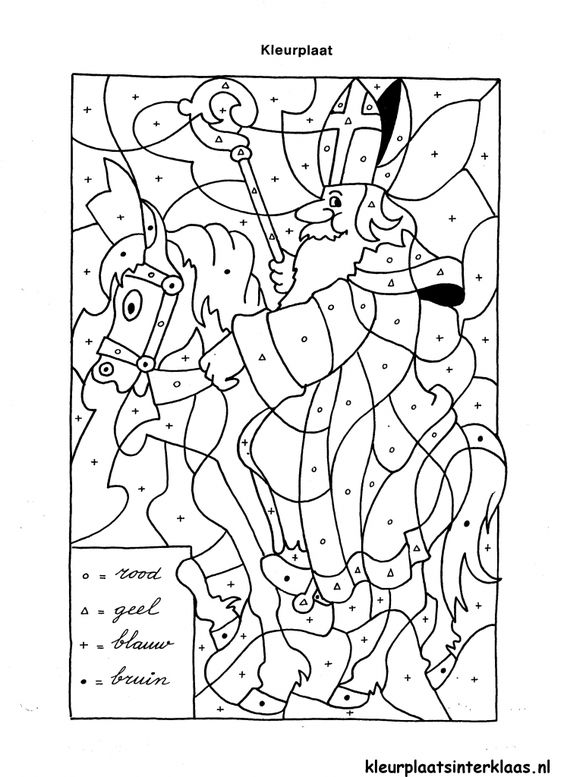 Kleurplaat
o = rood
△ = geel
+ = blauw
• = bruin
kleurplaatsinterklaas.nl